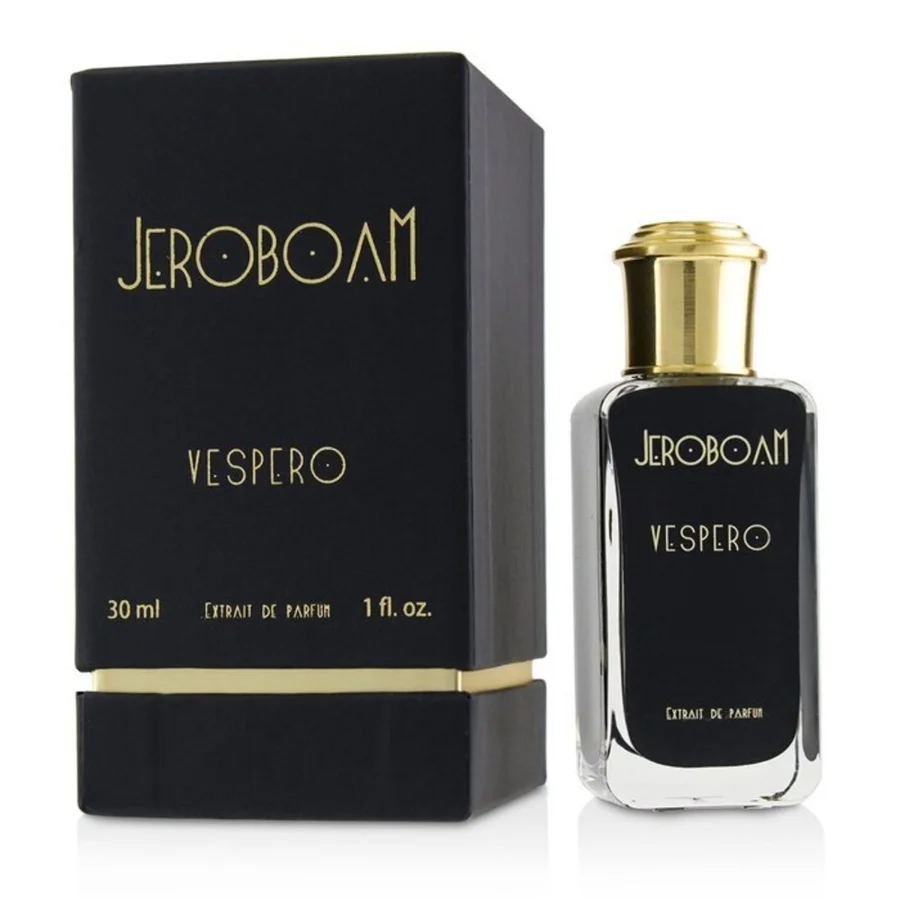 JEROBOAM
VESPERO
30 ml EXTRAIT DE PARFUM 1 fl. oz.
JEROBOAM
VESPERO
EXTRAIT DE PARFUM